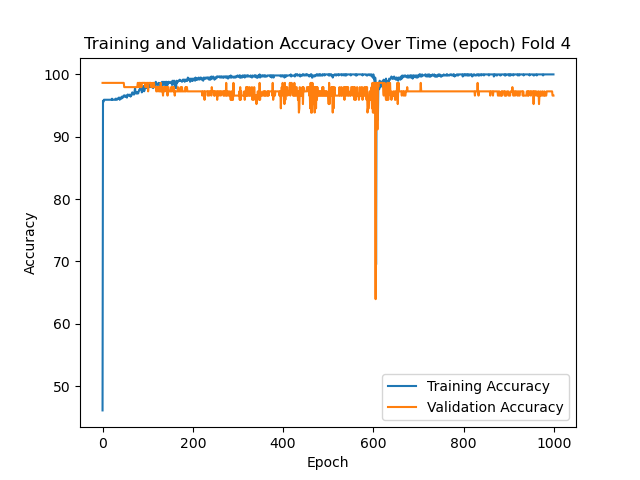 Training and Validation Accuracy Over Time (epoch) Fold 4
100
90
80
70
60
50
Accuracy
0 200 400 600 800 1000
Epoch
Training Accuracy
Validation Accuracy